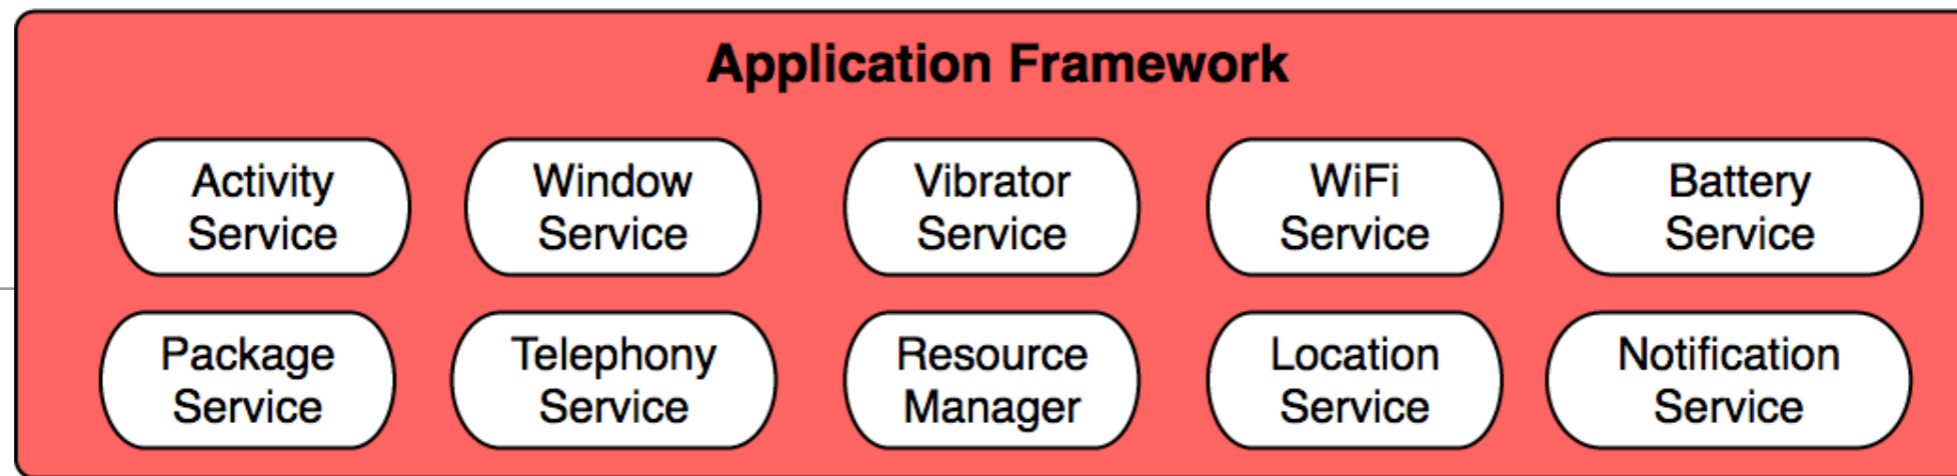 Application Framework
Activity
Service
Window
Service
Vibrator
Service
WiFi
Service
Battery
Service
Package
Service
Telephony
Service
Resource
Manager
Location
Service
Notification
Service